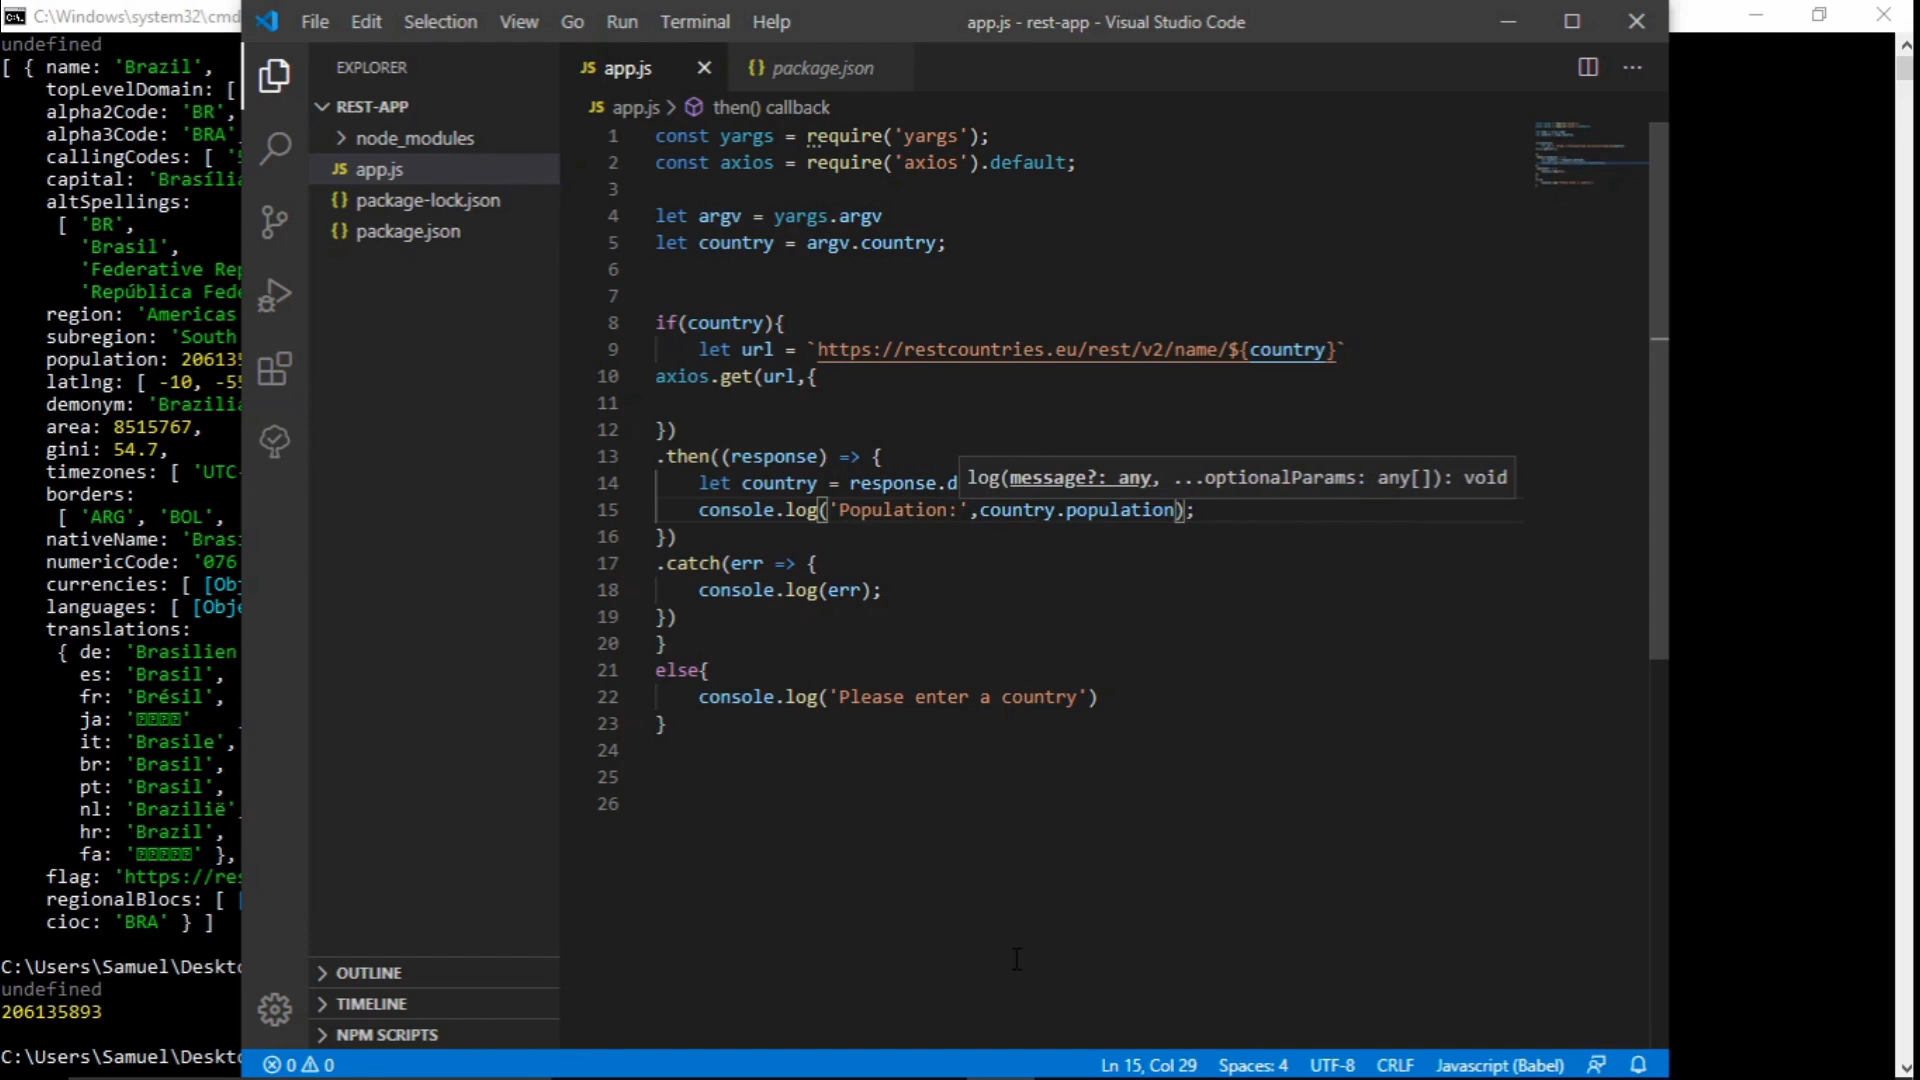 C:\Windows\system32\cmd
undefined
[ { name: 'Brazil',
topLevelDomain: [
alpha2Code: 'BR',
alpha3Code: 'BRA'
callingCodes: [
capital: 'Brasília
altSpellings:
[ 'BR',
'Brasil',
'Federative Rep
'República Fede
region: 'Americas
subregion: 'South
population: 20613
latlng: [ -10, -5
demonym: 'Brazilia
area: 8515767,
gini: 54.7,
timezones: [ 'UTC-
borders:
[ 'ARG', 'BOL',
nativeName: 'Bras
numericCode: '076
currencies: [ [Obj
languages: [ [Obje
translations:
{ de: 'Brasilien
es: 'Brasil',
fr: 'Brésil',
ja: '
it: 'Brasile',
br: 'Brasil',
pt: 'Brasil',
nl: 'Brazilië'
hr: 'Brazil',
fa: ' },
flag: 'https://res
regionalBlocs: [
cioc: 'BRA' } ]
C:\Users\Samuel\Deskto
undefined
206135893
C:\Users\Samuel\Deskto
File Edit Selection View Go Run Terminal Help
app.js - rest-app - Visual Studio Code
EXPLORER
REST-APP
node_modules
JS app.js
{} package-lock.json
{} package.json
OUTLINE
TIMELINE
NPM SCRIPTS
JS app.js
{} package.json
JS app.js > then() callback
1 const yargs = require('yargs');
2 const axios = require('axios').default;
3
4 let argv = yargs.argv
5 let country = argv.country;
6
7
8 if(country){
9 let url = `https://restcountries.eu/rest/v2/name/${country}`
10 axios.get(url,{
11
12 })
13 .then((response) => {
14 let country = response.d
log(message?: any, ...optionalParams: any[]): void
15 console.log('Population:',country.population);
16 })
17 .catch(err => {
18 console.log(err);
19 })
20 }
21 else{
22 console.log('Please enter a country')
23 }
24
25
26
0 0
Ln 15, Col 29
Spaces: 4
UTF-8
CRLF
Javascript (Babel)